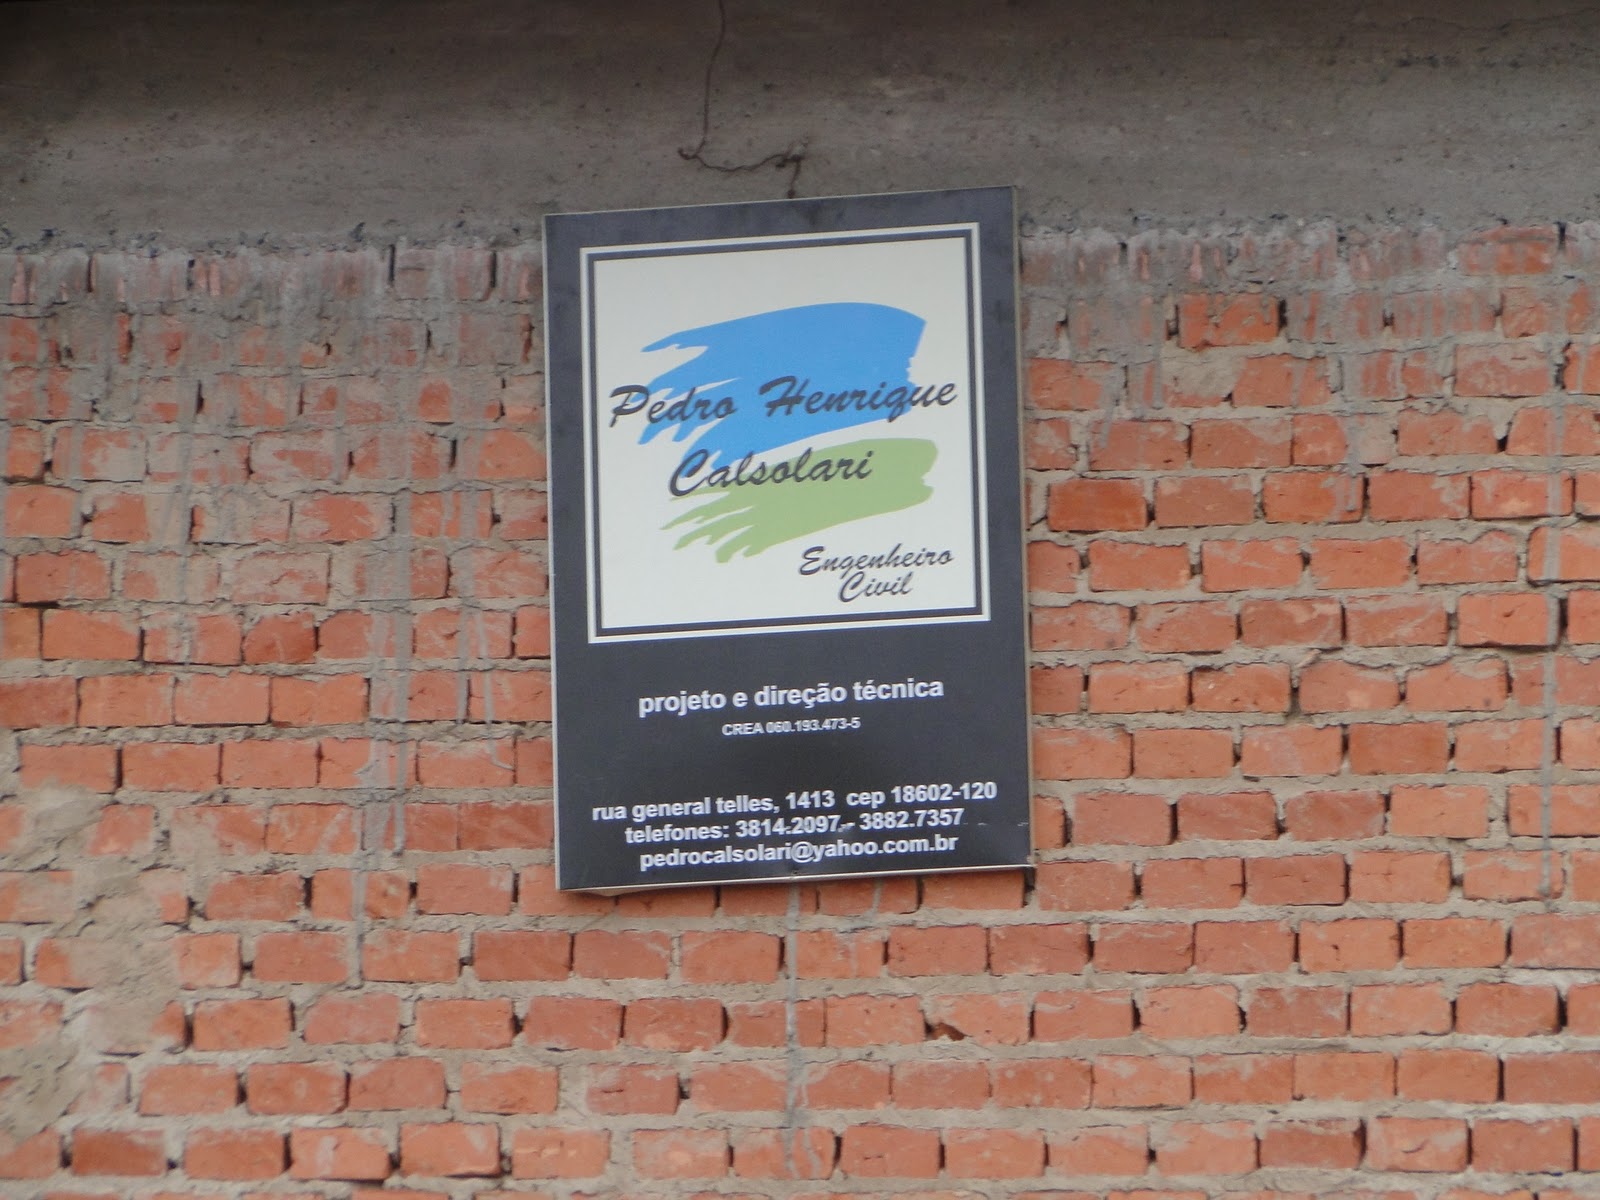 Pedro Henrique
Calsolari
Engenheiro
Civil
projeto e direção técnica
CREA 060.193.473-5
rua general telles, 1413 cep 18602-120
telefones: 3814.2097 - 3882.7357
pedrocalsolari@yahoo.com.br